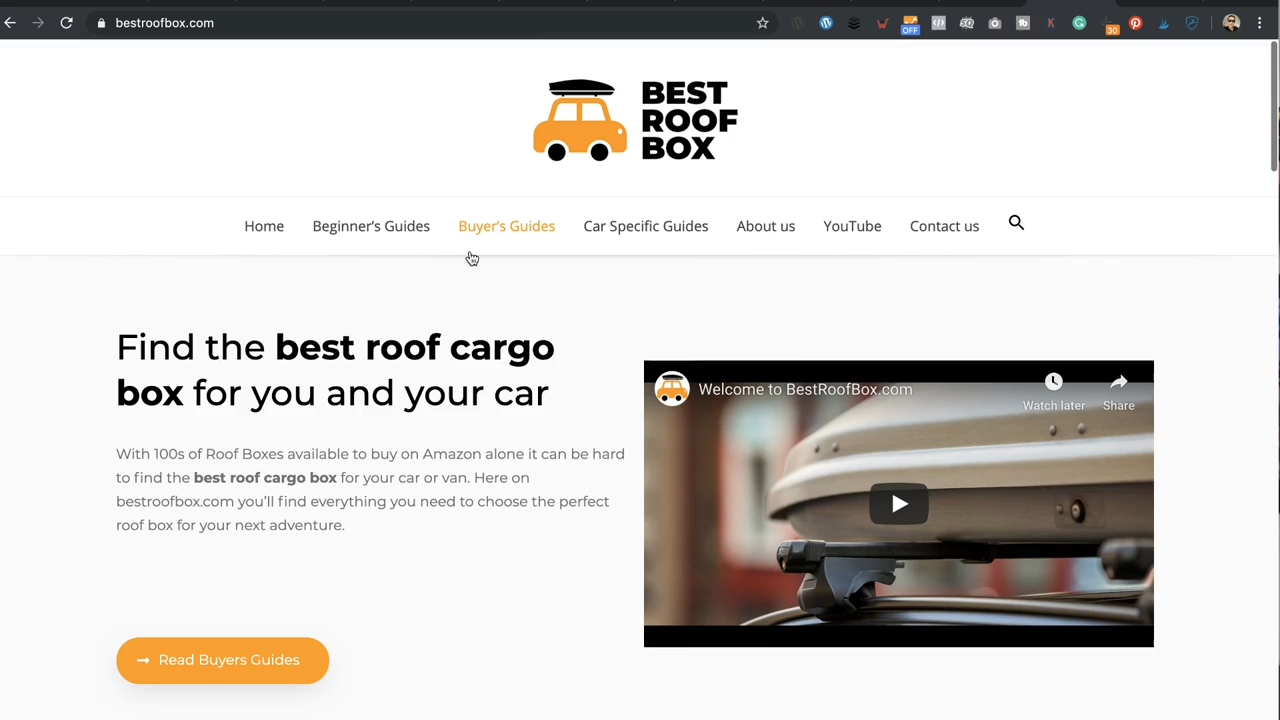 bestroofbox.com
OFF
30
BEST
ROOF
BOX
Home Beginner’s Guides Buyer’s Guides Car Specific Guides About us YouTube Contact us
Find the best roof cargo
box for you and your car
With 100s of Roof Boxes available to buy on Amazon alone it can be hard
to find the best roof cargo box for your car or van. Here on
bestroofbox.com you’ll find everything you need to choose the perfect
roof box for your next adventure.
Read Buyers Guides
Welcome to BestRoofBox.com
Watch later
Share